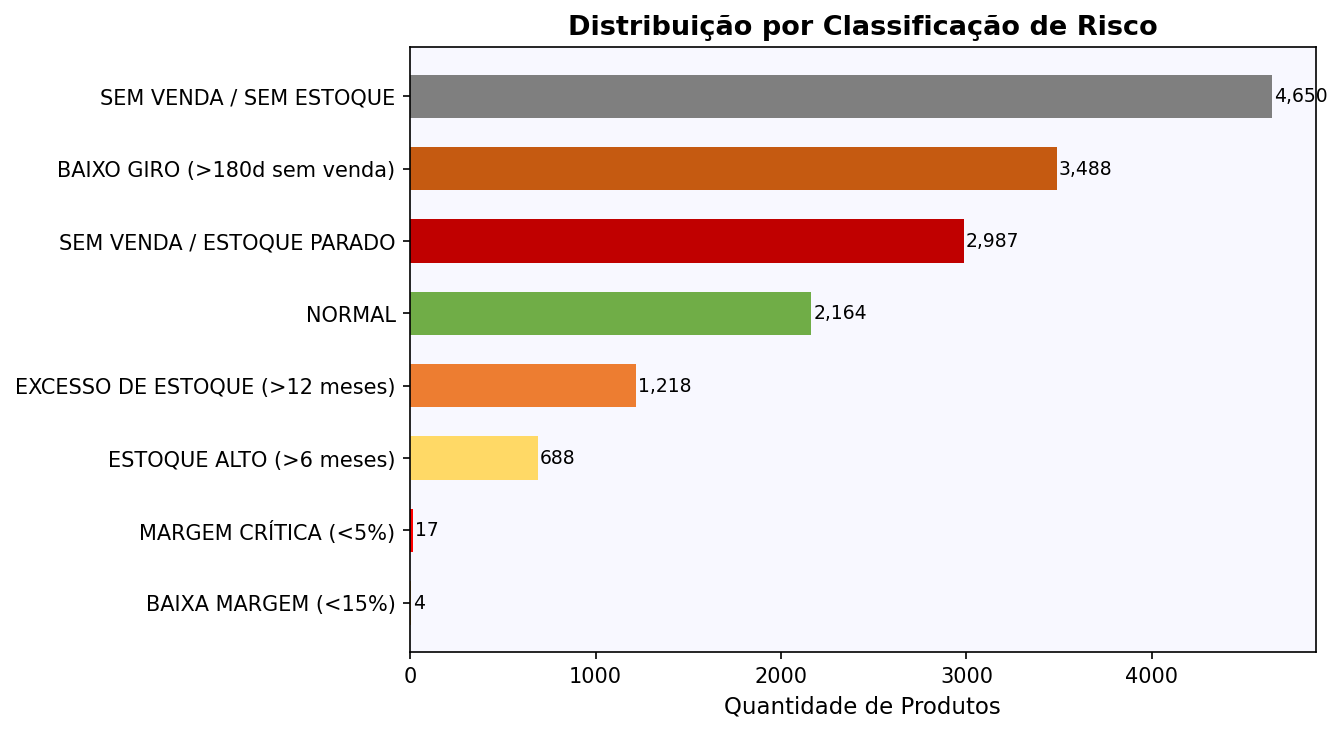 Distribuição por Classificação de Risco
SEM VENDA / SEM ESTOQUE 4,650
BAIXO GIRO (>180d sem venda) 3,488
SEM VENDA / ESTOQUE PARADO 2,987
NORMAL 2,164
EXCESSO DE ESTOQUE (>12 meses) 1,218
ESTOQUE ALTO (>6 meses) 688
MARGEM CRÍTICA (<5%) 17
BAIXA MARGEM (<15%) 4
0 1000 2000 3000 4000
Quantidade de Produtos